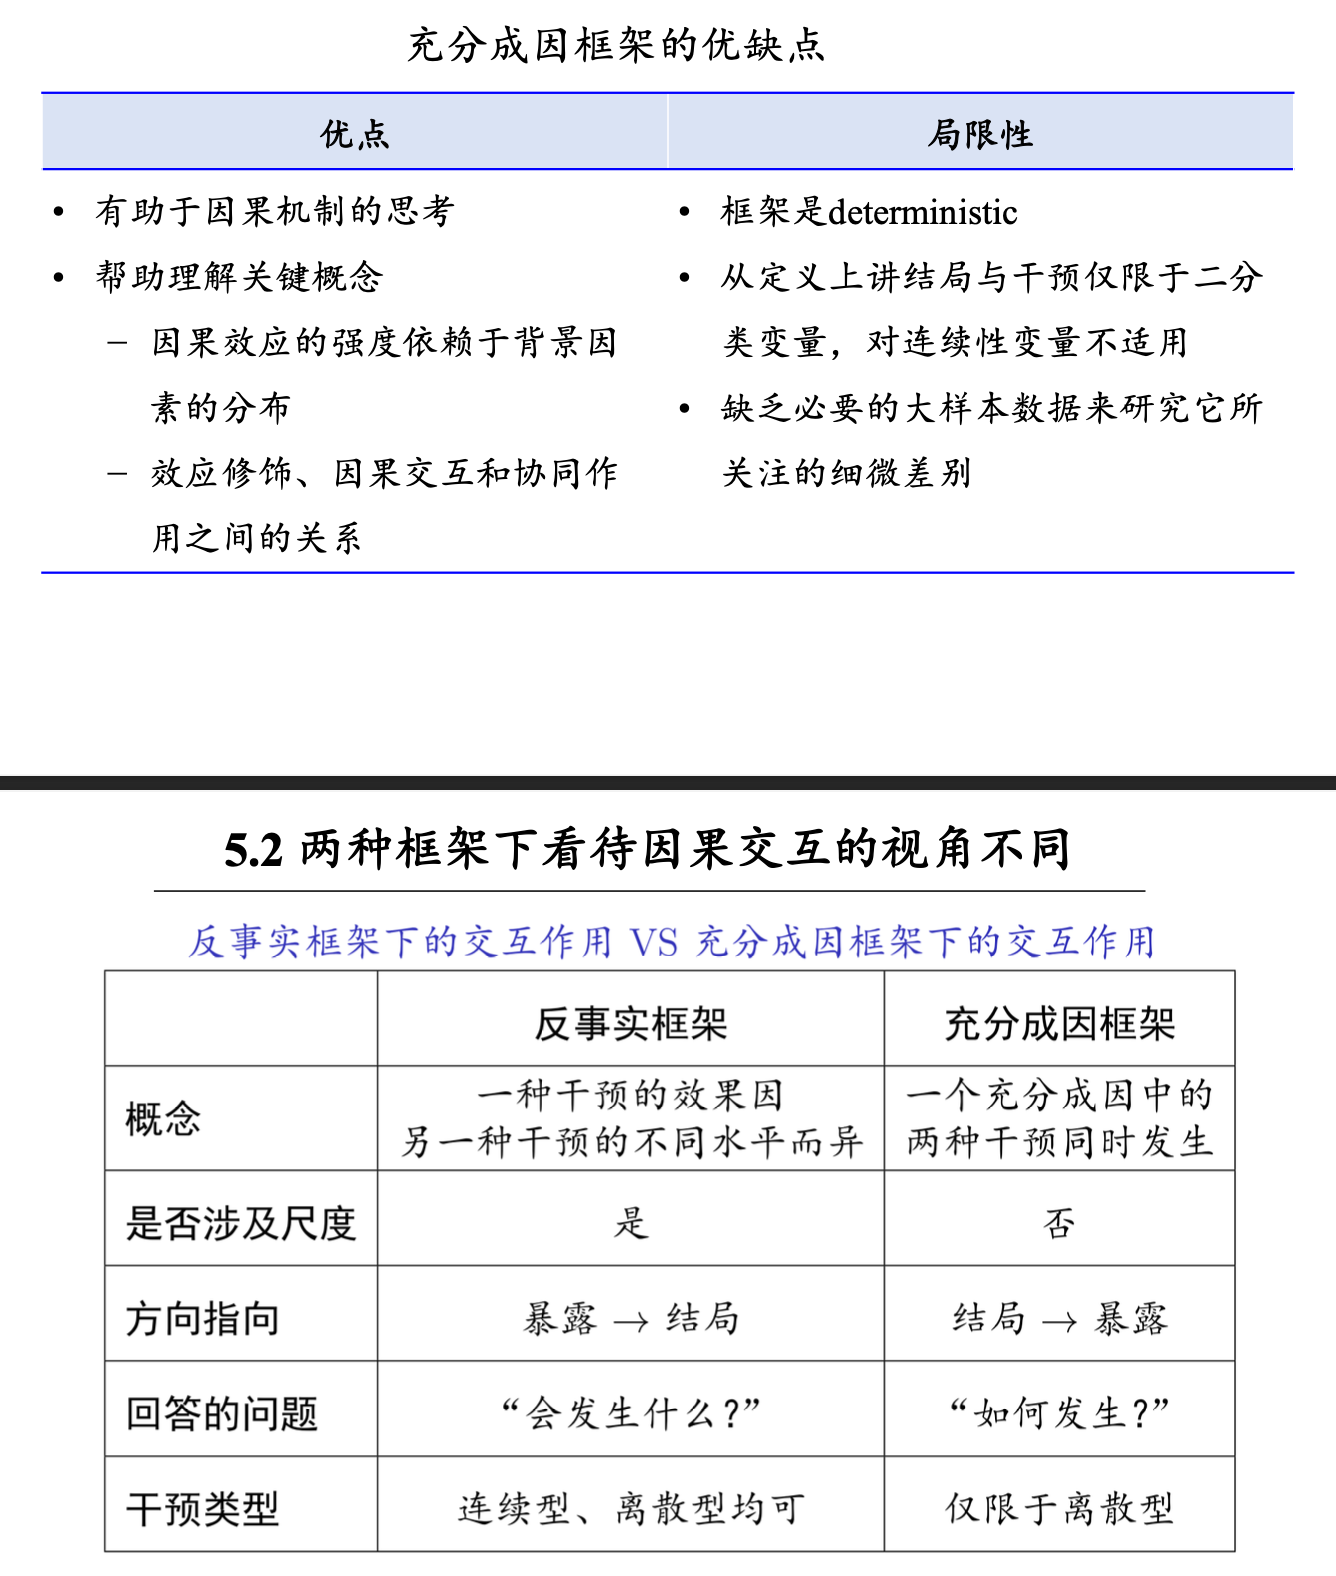 充分成因框架的优缺点
优点
局限性
• 有助于因果机制的思考
• 帮助理解关键概念
– 因果效应的强度依赖于背景因
素的分布
– 效应修饰、因果交互和协同作
用之间的关系
• 框架是deterministic
• 从定义上讲结局与干预仅限于二分
类变量，对连续性变量不适用
• 缺乏必要的大样本数据来研究它所
关注的细微差别
5.2 两种框架下看待因果交互的视角不同
反事实框架下的交互作用 VS 充分成因框架下的交互作用
反事实框架
充分成因框架
概念
一种干预的效果因
另一种干预的不同水平而异
一个充分成因中的
两种干预同时发生
是否涉及尺度
是
否
方向指向
暴露 → 结局
结局 → 暴露
回答的问题
“会发生什么?”
“如何发生?”
干预类型
连续型、离散型均可
仅限于离散型